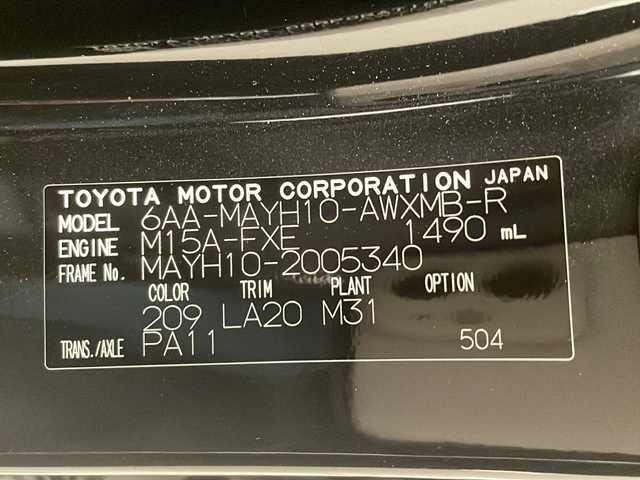 TOYOTA MOTOR CORPORATION JAPAN
MODEL 6AA-MAYH10-AWXMB-R
ENGINE M15A-FXE 1490 mL
FRAME No. MAYH10-2005340
COLOR TRIM PLANT OPTION
209 LA20 M31
TRANS./AXLE PA11 504